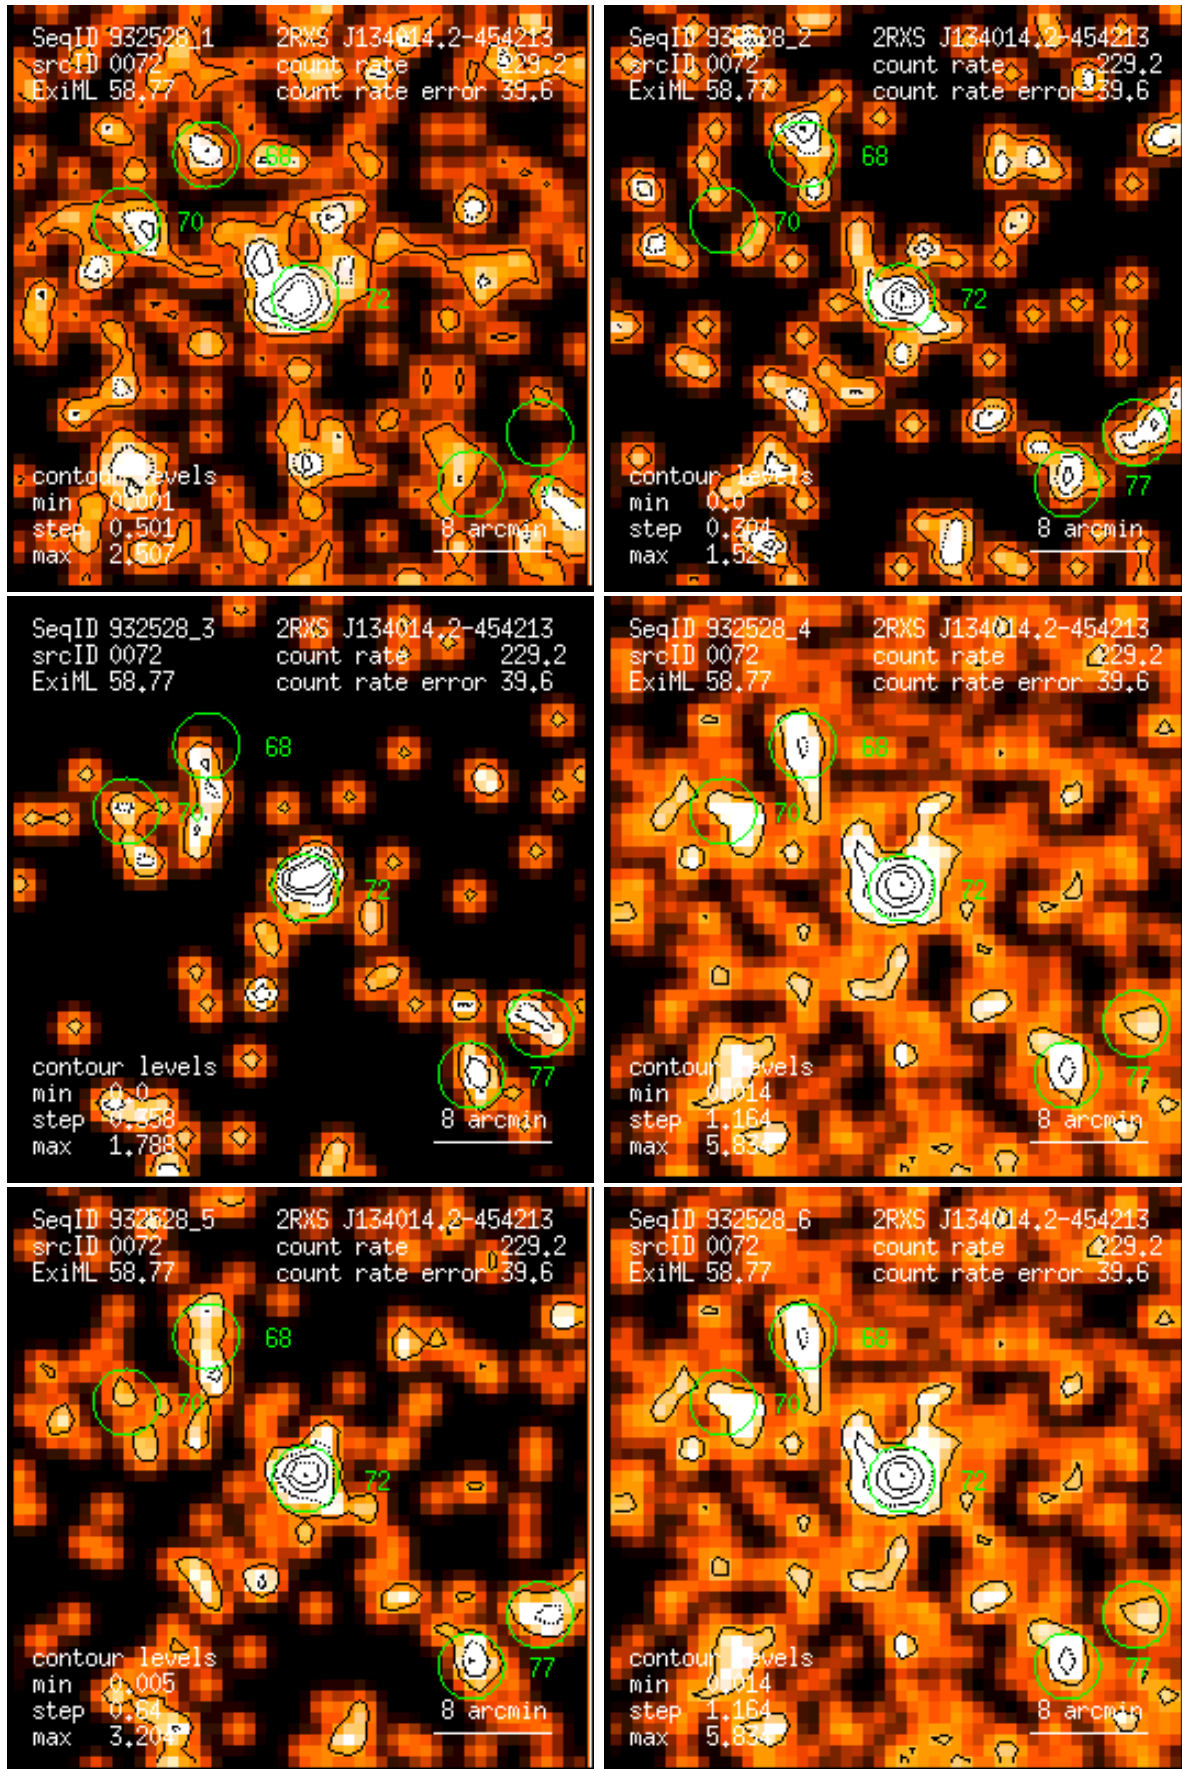 SeqID 932528_1 2RXS J134014.2-454213
srcID 0072 count rate 229.2
ExiML 58.77 count rate error 39.6
68
70
72
contour levels
77
min 0.001
step 0.501 8 arcmin
max 2.507
SeqID 932528_2 2RXS J134014.2-454213
srcID 0072 count rate 229.2
ExiML 58.77 count rate error 39.6
68
70
72
contour levels
77
min 0.0
step 0.304 8 arcmin
max
SeqID 932528_3 2RXS J134014.2-454213
srcID 0072 count rate 229.2
ExiML 58.77 count rate error 39.6
68
70
72
contour levels
77
min 0.0
step 0.358 8 arcmin
max 1.788
SeqID 932528_4 2RXS J134014.2-454213
srcID 0072 count rate 229.2
ExiML 58.77 count rate error 39.6
68
70
72
contour levels
77
min 0.014
step 1.164 8 arcmin
max 5.834
SeqID 932528_5 2RXS J134014.2-454213
srcID 0072 count rate 229.2
ExiML 58.77 count rate error 39.6
68
70
72
contour levels
77
min 0.005
step 0.64 8 arcmin
max 3.204
SeqID 932528_6 2RXS J134014.2-454213
srcID 0072 count rate 229.2
ExiML 58.77 count rate error 39.6
68
70
72
contour levels
77
min 0.014
step 1.164 8 arcmin
max 5.834